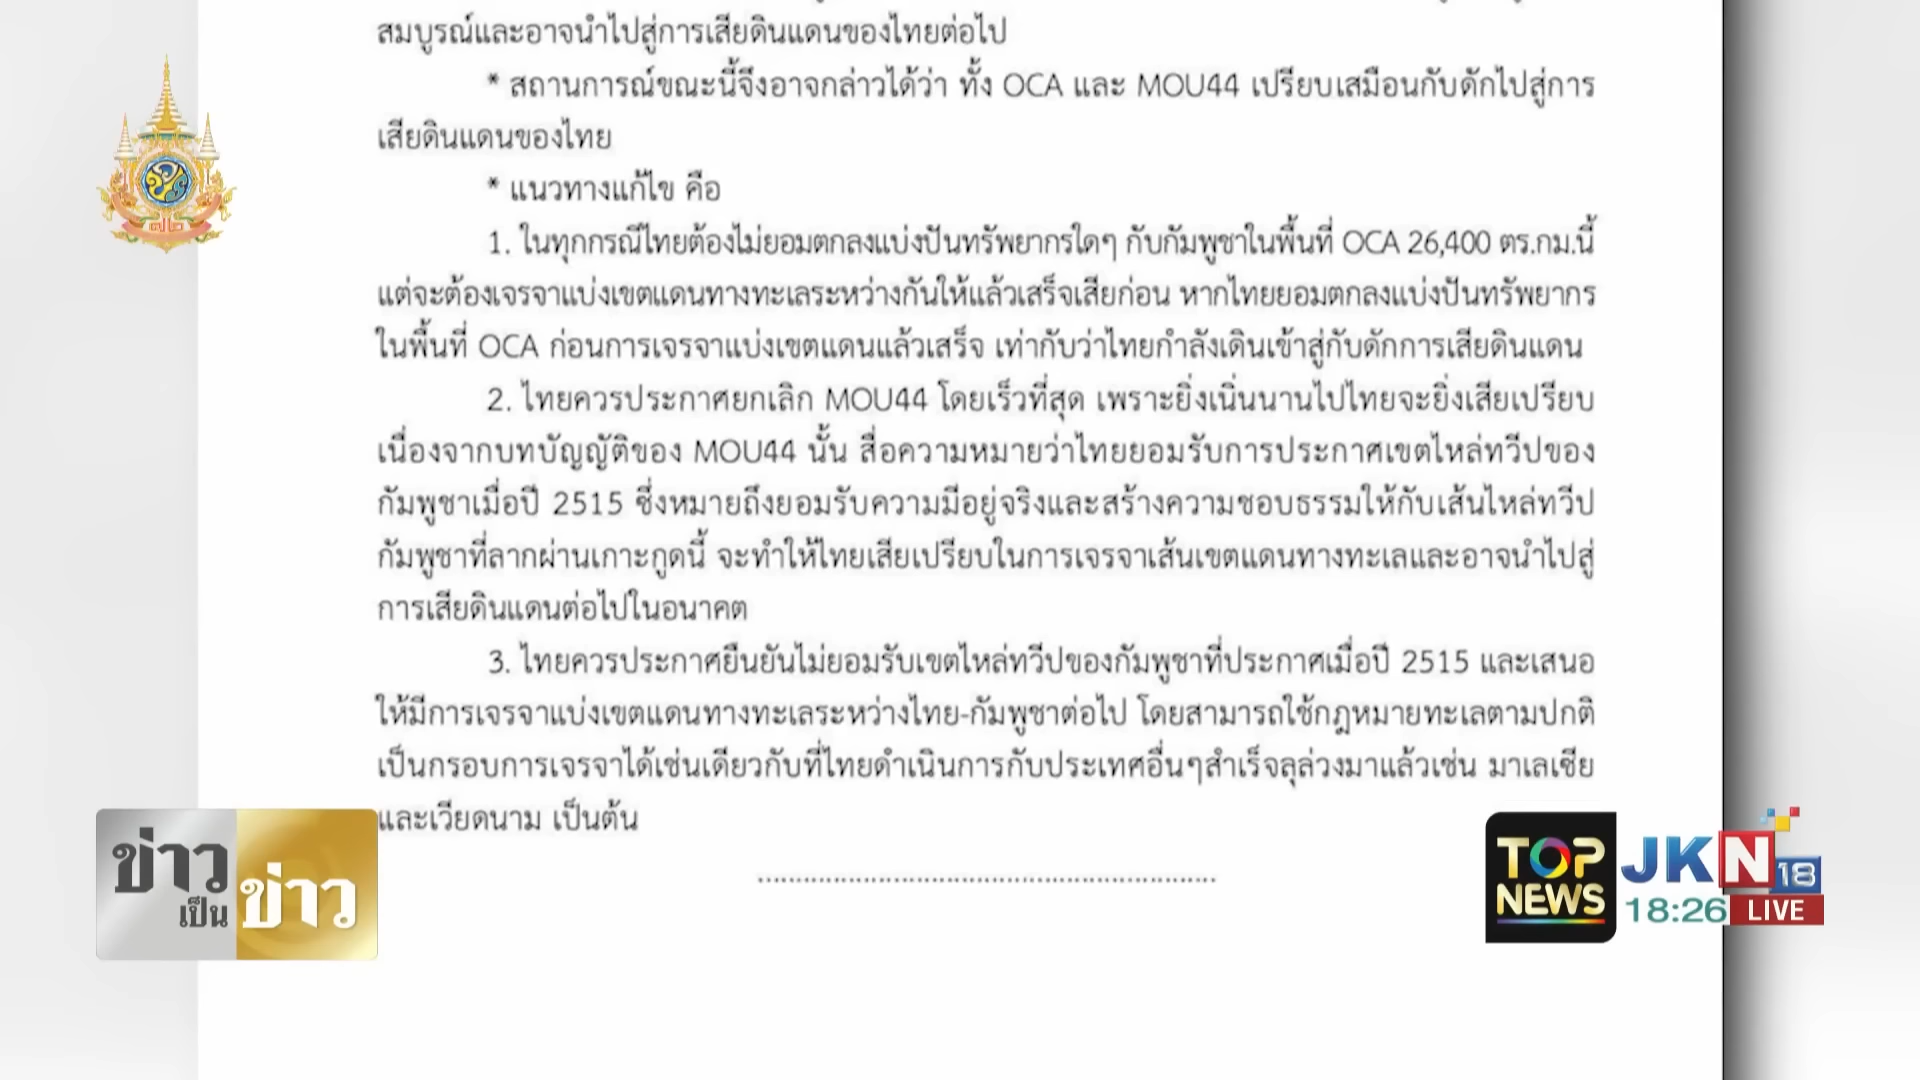 สมบูรณ์และอาจนำไปสู่การเสียดินแดนของไทยต่อไป
* สถานการณ์ขณะนี้จึงอาจกล่าวได้ว่า ทั้ง OCA และ MOU44 เปรียบเสมือนกับดักไปสู่การ
เสียดินแดนของไทย
* แนวทางแก้ไข คือ
1. ในทุกกรณีไทยต้องไม่ยอมตกลงแบ่งปันทรัพยากรใดๆ กับกัมพูชาในพื้นที่ OCA 26,400 ตร.กม.นี้
แต่จะต้องเจรจาแบ่งเขตแดนทางทะเลระหว่างกันให้แล้วเสร็จเสียก่อน หากไทยยอมตกลงแบ่งปันทรัพยากร
ในพื้นที่ OCA ก่อนการเจรจาแบ่งเขตแดนแล้วเสร็จ เท่ากับว่าไทยกำลังเดินเข้าสู่กับดักการเสียดินแดน
2. ไทยควรประกาศยกเลิก MOU44 โดยเร็วที่สุด เพราะยิ่งเนิ่นนานไปไทยจะยิ่งเสียเปรียบ
เนื่องจากบทบัญญัติของ MOU44 นั้น สื่อความหมายว่าไทยยอมรับการประกาศเขตไหล่ทวีปของ
กัมพูชาเมื่อปี 2515 ซึ่งหมายถึงยอมรับความมีอยู่จริงและสร้างความชอบธรรมให้กับเส้นไหล่ทวีป
กัมพูชาที่ลากผ่านเกาะกูดนี้ จะทำให้ไทยเสียเปรียบในการเจรจาเส้นเขตแดนทางทะเลและอาจนำไปสู่
การเสียดินแดนต่อไปในอนาคต
3. ไทยควรประกาศยืนยันไม่ยอมรับเขตไหล่ทวีปของกัมพูชาที่ประกาศเมื่อปี 2515 และเสนอ
ให้มีการเจรจาแบ่งเขตแดนทางทะเลระหว่างไทย-กัมพูชาต่อไป โดยสามารถใช้กฎหมายทะเลตามปกติ
เป็นกรอบการเจรจาได้เช่นเดียวกับที่ไทยดำเนินการกับประเทศอื่นๆสำเร็จลุล่วงมาแล้วเช่น มาเลเซีย
และเวียดนาม เป็นต้น
ข่าว
เป็น ข่าว
TOP NEWS
JKN 18
18:26 LIVE